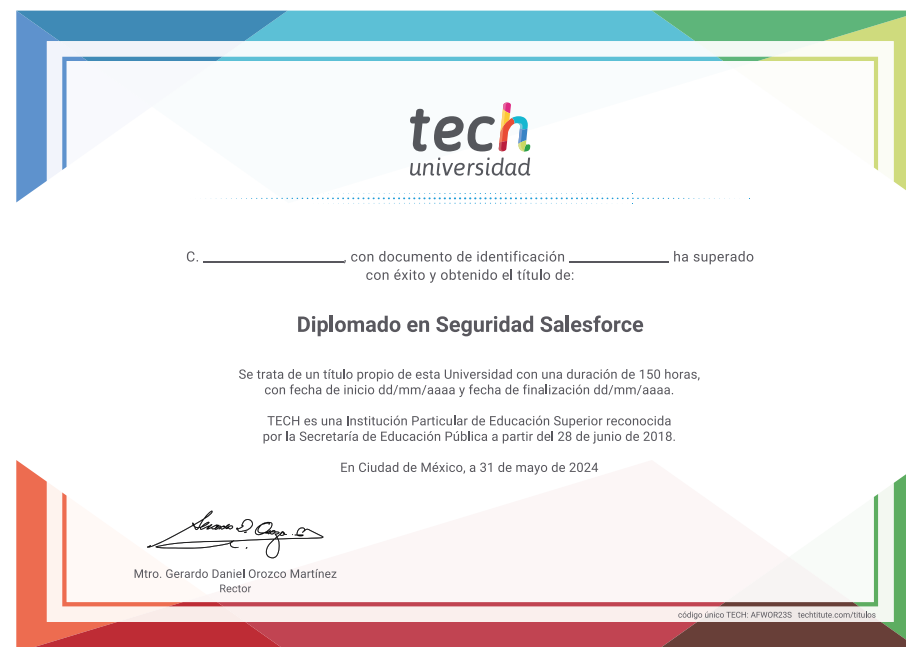 tech
universidad
C. ____________, con documento de identificación ____________ ha superado
con éxito y obtenido el título de:
Diplomado en Seguridad Salesforce
Se trata de un título propio de esta Universidad con una duración de 150 horas,
con fecha de inicio dd/mm/aaaa y fecha de finalización dd/mm/aaaa.
TECH es una Institución Particular de Educación Superior reconocida
por la Secretaría de Educación Pública a partir del 28 de junio de 2018.
En Ciudad de México, a 31 de mayo de 2024
Mtro. Gerardo Daniel Orozco Martínez
Rector
código único TECH: AFWOR23S techtitute.com/titulos